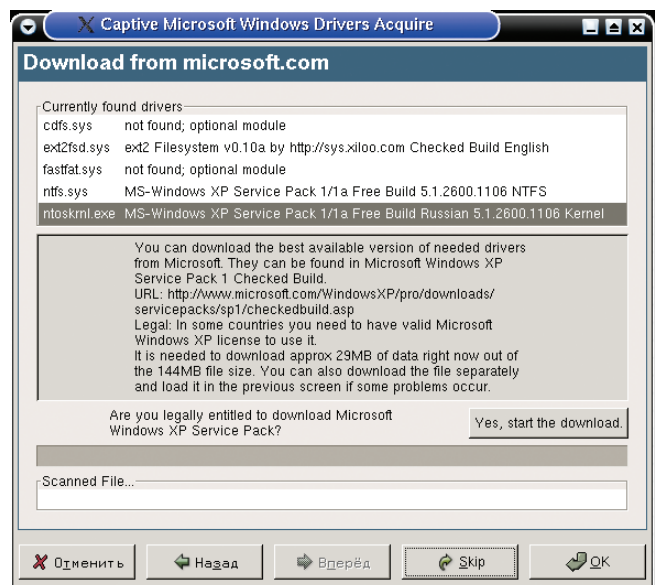 Captive Microsoft Windows Drivers Acquire
Download from microsoft.com
Currently found drivers
cdfs.sys not found; optional module
ext2fsd.sys ext2 Filesystem v0.10a by http://sys.xiloo.com Checked Build English
fastfat.sys not found; optional module
ntfs.sys MS-Windows XP Service Pack 1/1a Free Build 5.1.2600.1106 NTFS
ntoskrnl.exe MS-Windows XP Service Pack 1/1a Free Build Russian 5.1.2600.1106 Kernel
You can download the best available version of needed drivers
from Microsoft. They can be found in Microsoft Windows XP
Service Pack 1 Checked Build.
URL: http://www.microsoft.com/WindowsXP/pro/downloads/
servicepacks/sp1/checkedbuild.asp
Legal: In some countries you need to have valid Microsoft
Windows XP license to use it.
It is needed to download approx 29MB of data right now out of
the 144MB file size. You can also download the file separately
and load it in the previous screen if some problems occur.
Are you legally entitled to download Microsoft
Windows XP Service Pack?
Yes, start the download.
Scanned File...
Отменить
Назад
Вперёд
Skip
OK